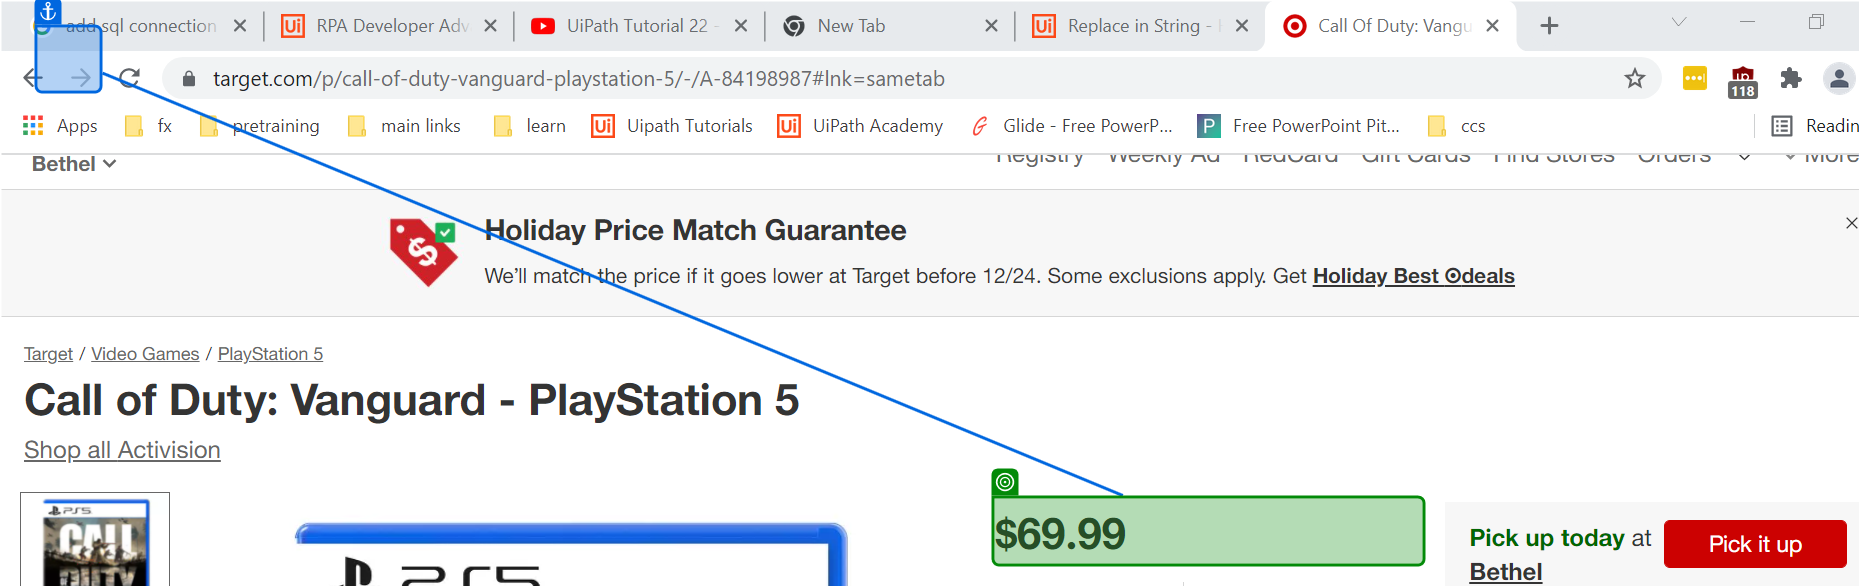 add sql connection
RPA Developer Adv
UiPath Tutorial 22 -
New Tab
Replace in String -
Call Of Duty: Vangu
target.com/p/call-of-duty-vanguard-playstation-5/-/A-84198987#lnk=sametab
118
Apps
fx
pretraining
main links
learn
Ui Uipath Tutorials
Ui UiPath Academy
Glide - Free PowerP...
P Free PowerPoint Pit...
ccs
Readin
Bethel
Registry Weekly Ad RedCard Gift Cards Find Stores Orders More
Holiday Price Match Guarantee
We'll match the price if it goes lower at Target before 12/24. Some exclusions apply. Get Holiday Best deals
Target / Video Games / PlayStation 5
Call of Duty: Vanguard - PlayStation 5
Shop all Activision
PS5
CALL
DUTY
PS5
$69.99
Pick up today at
Bethel
Pick it up